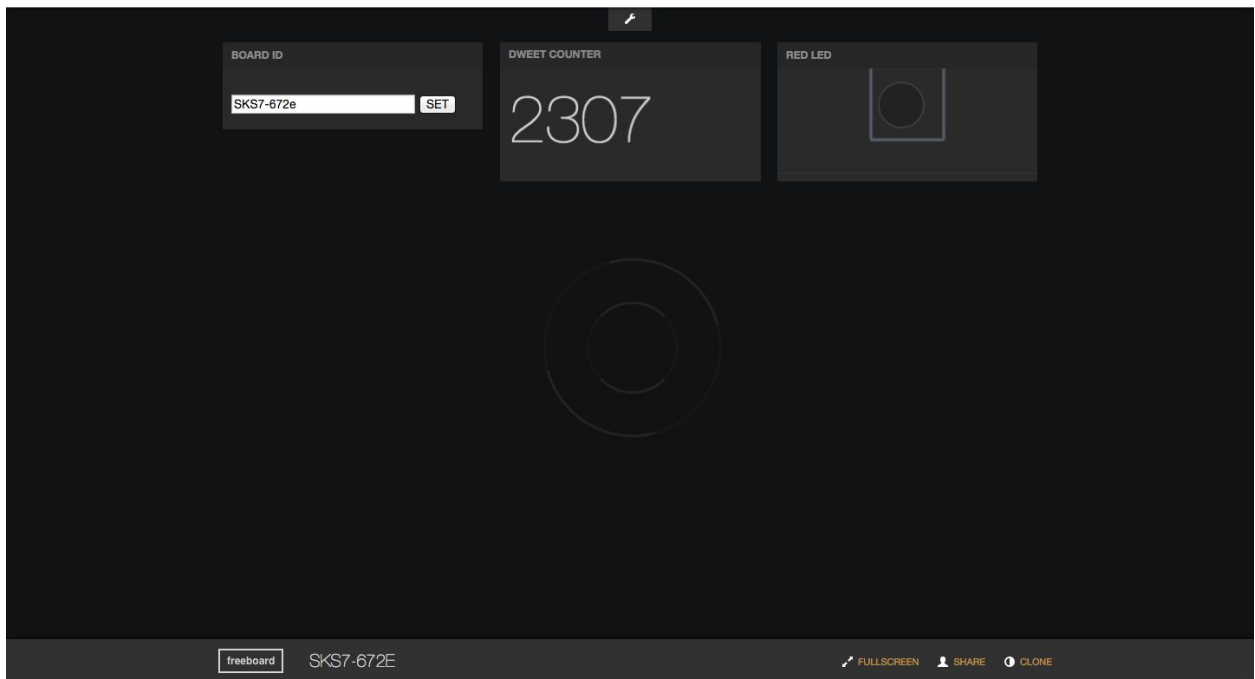 BOARD ID
SKS7-672e SET
DWEET COUNTER
2307
RED LED
freeboard SKS7-672E FULLSCREEN SHARE CLONE